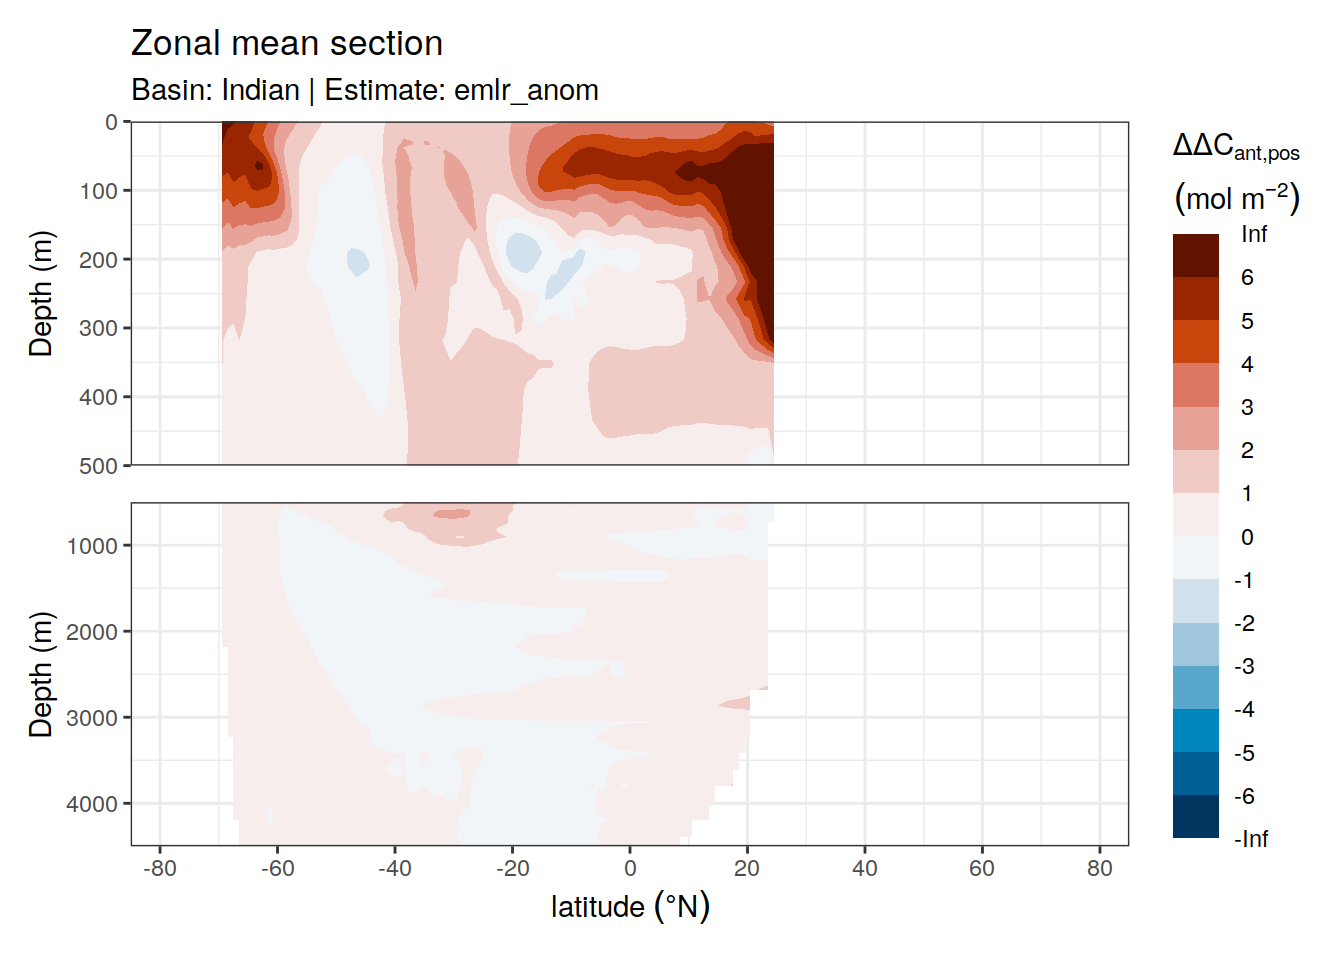 Zonal mean section
Basin: Indian | Estimate: emlr_anom
0
100
200
300
400
500
Depth (m)
1000
2000
3000
4000
Depth (m)
-80 -60 -40 -20 0 20 40 60 80
latitude (°N)
ΔΔCant,pos
(mol m−2)
Inf
6
5
4
3
2
1
0
-1
-2
-3
-4
-5
-6
-Inf